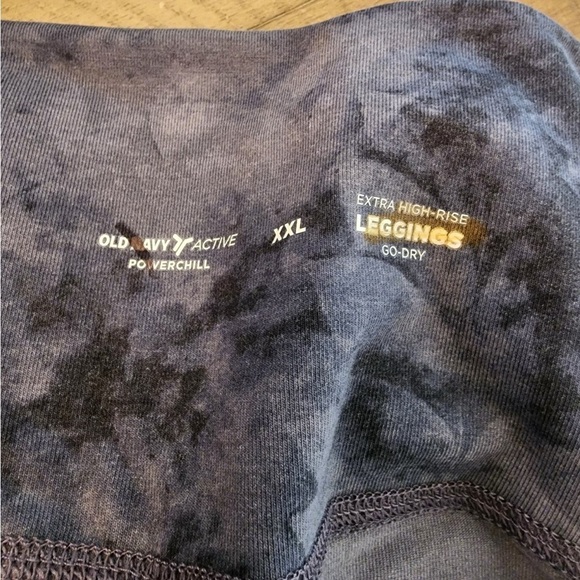 OLD NAVY ACTIVE
POWERCHILL
XXL
EXTRA HIGH-RISE
LEGGINGS
GO-DRY